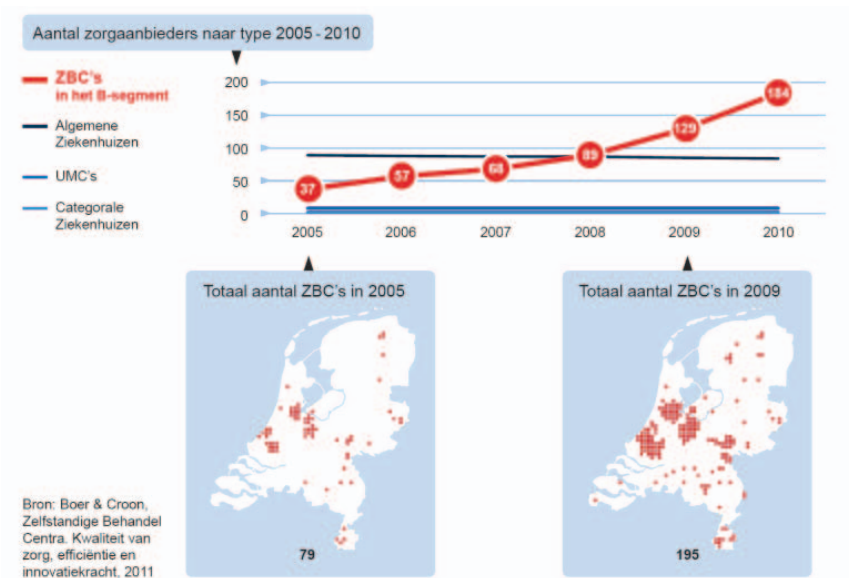 Aantal zorgaanbieders naar type 2005 - 2010
ZBC's
in het B-segment
Algemene
Ziekenhuizen
UMC's
Categorale
Ziekenhuizen
200
150
100
50
0
37
57
68
89
129
184
2005
2006
2007
2008
2009
2010
Totaal aantal ZBC's in 2005
79
Totaal aantal ZBC's in 2009
195
Bron: Boer & Croon,
Zelfstandige Behandel
Centra. Kwaliteit van
zorg, efficiëntie en
innovatiekracht, 2011